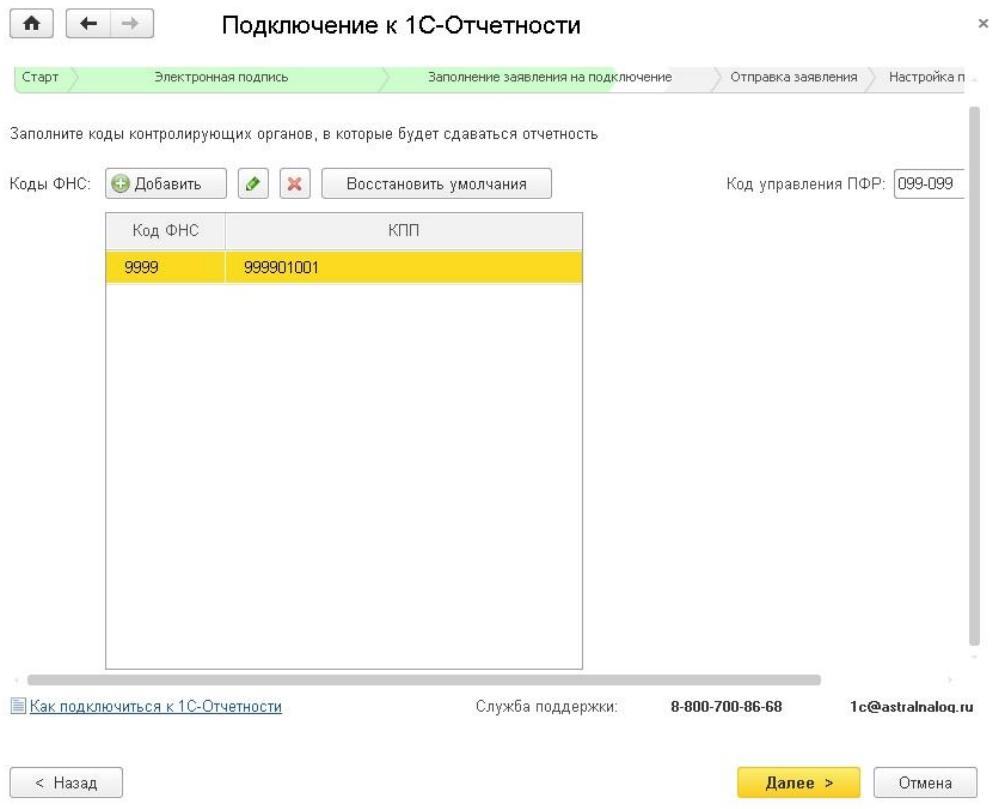 Подключение к 1С-Отчетности
Старт Электронная подпись Заполнение заявления на подключение Отправка заявления Настройка п
Заполните коды контролирующих органов, в которые будет сдаваться отчетность
Коды ФНС: Добавить Восстановить умолчания Код управления ПФР: 099-099
Код ФНС КПП
9999 999901001
Как подключиться к 1С-Отчетности Служба поддержки: 8-800-700-86-68 1c@astralnalog.ru
< Назад Далее > Отмена